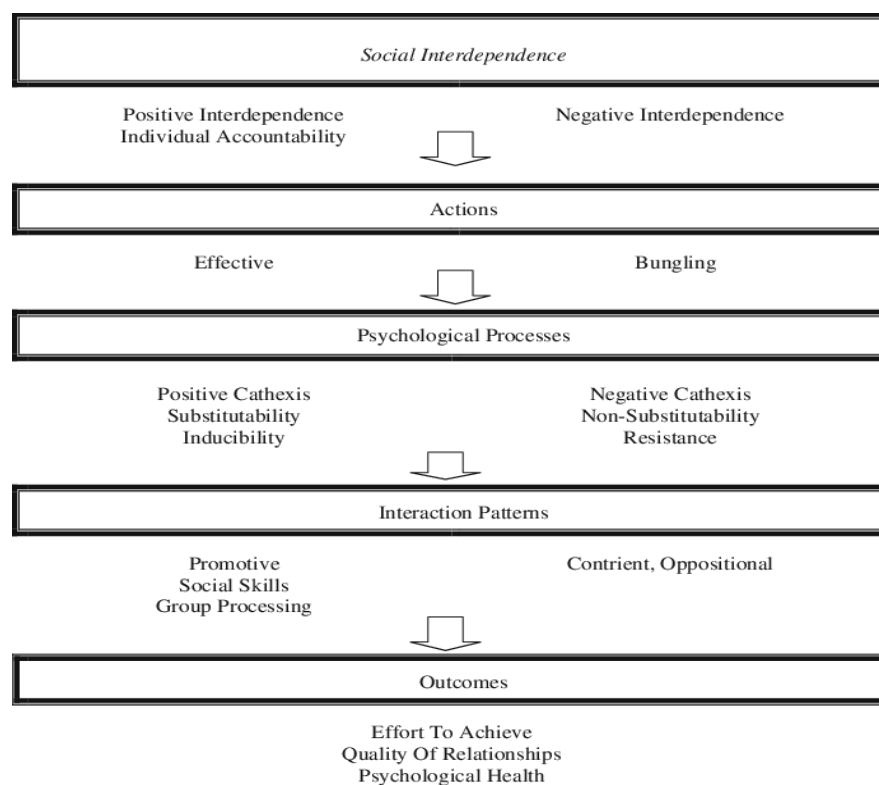 Social Interdependence
Positive Interdependence
Individual Accountability
Negative Interdependence
Actions
Effective
Bungling
Psychological Processes
Positive Cathexis
Substitutability
Inducibility
Negative Cathexis
Non-Substitutability
Resistance
Interaction Patterns
Promotive
Social Skills
Group Processing
Contrient, Oppositional
Outcomes
Effort To Achieve
Quality Of Relationships
Psychological Health